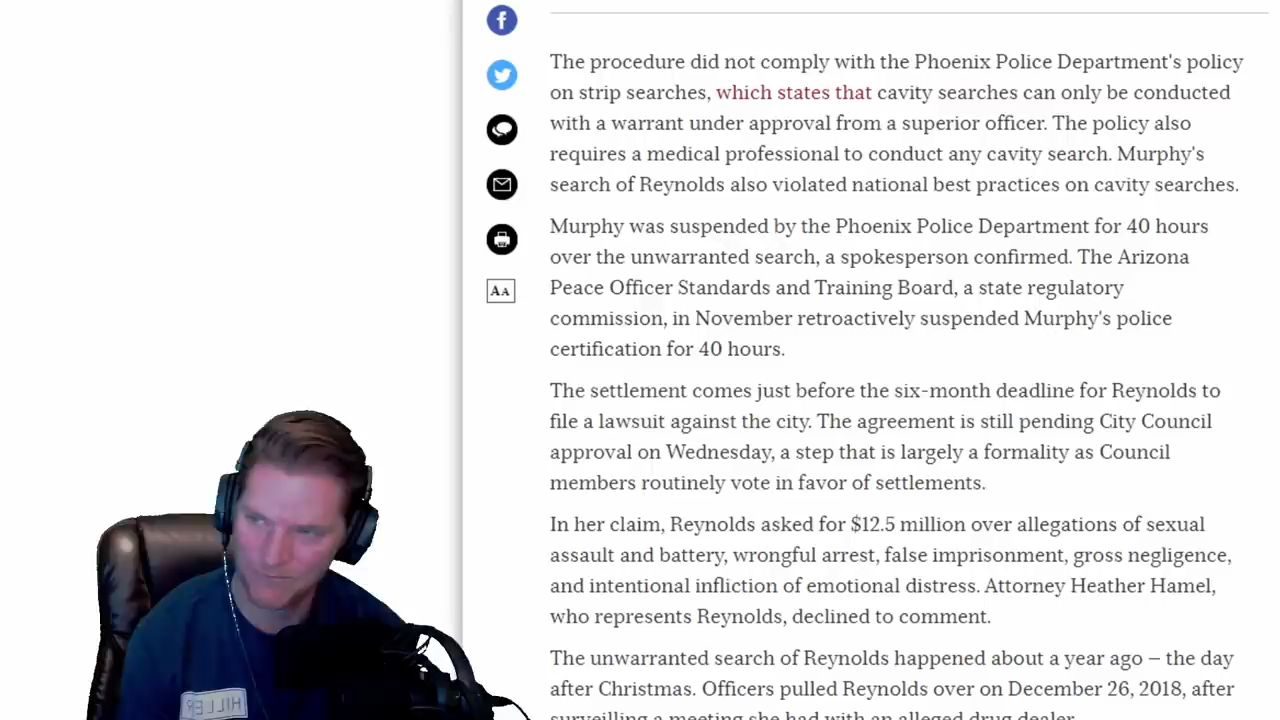 The procedure did not comply with the Phoenix Police Department's policy
on strip searches, which states that cavity searches can only be conducted
with a warrant under approval from a superior officer. The policy also
requires a medical professional to conduct any cavity search. Murphy's
search of Reynolds also violated national best practices on cavity searches.
Murphy was suspended by the Phoenix Police Department for 40 hours
over the unwarranted search, a spokesperson confirmed. The Arizona
Peace Officer Standards and Training Board, a state regulatory
commission, in November retroactively suspended Murphy's police
certification for 40 hours.
The settlement comes just before the six-month deadline for Reynolds to
file a lawsuit against the city. The agreement is still pending City Council
approval on Wednesday, a step that is largely a formality as Council
members routinely vote in favor of settlements.
In her claim, Reynolds asked for $12.5 million over allegations of sexual
assault and battery, wrongful arrest, false imprisonment, gross negligence,
and intentional infliction of emotional distress. Attorney Heather Hamel,
who represents Reynolds, declined to comment.
The unwarranted search of Reynolds happened about a year ago – the day
after Christmas. Officers pulled Reynolds over on December 26, 2018, after
surveilling a meeting she had with an alleged drug dealer.
f
AA
HILLER